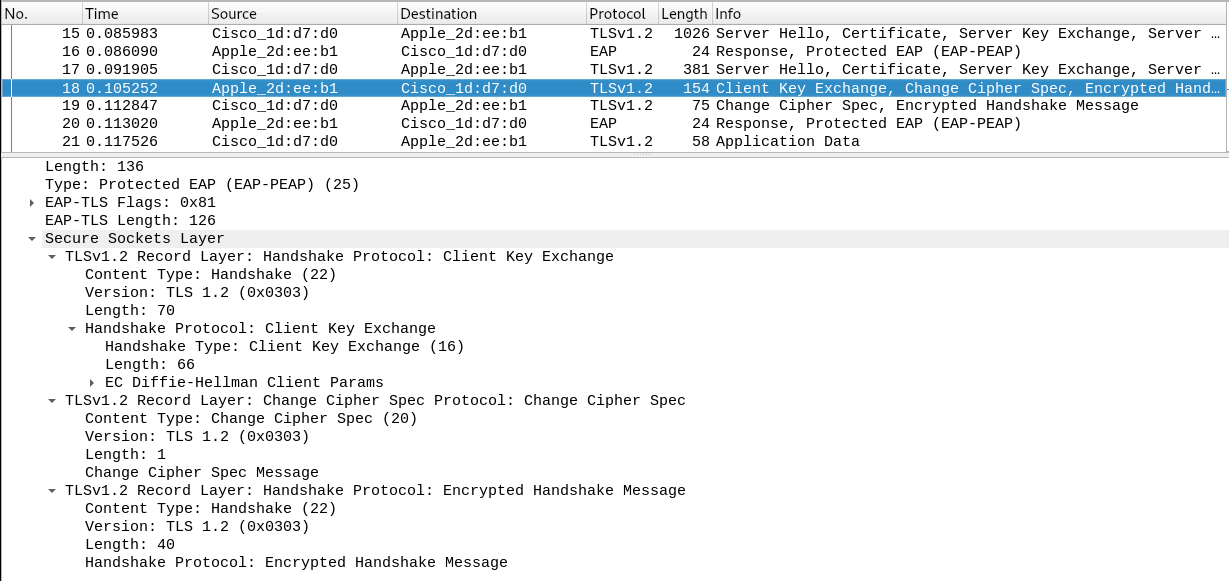 No. Time Source Destination Protocol Length Info
15 0.085983 Cisco_1d:d7:d0 Apple_2d:ee:b1 TLSv1.2 1026 Server Hello, Certificate, Server Key Exchange, Server …
16 0.086090 Apple_2d:ee:b1 Cisco_1d:d7:d0 EAP 24 Response, Protected EAP (EAP-PEAP)
17 0.091905 Cisco_1d:d7:d0 Apple_2d:ee:b1 TLSv1.2 381 Server Hello, Certificate, Server Key Exchange, Server …
18 0.105252 Apple_2d:ee:b1 Cisco_1d:d7:d0 TLSv1.2 154 Client Key Exchange, Change Cipher Spec, Encrypted Hand…
19 0.112847 Cisco_1d:d7:d0 Apple_2d:ee:b1 TLSv1.2 75 Change Cipher Spec, Encrypted Handshake Message
20 0.113020 Apple_2d:ee:b1 Cisco_1d:d7:d0 EAP 24 Response, Protected EAP (EAP-PEAP)
21 0.117526 Cisco_1d:d7:d0 Apple_2d:ee:b1 TLSv1.2 58 Application Data
Length: 136
Type: Protected EAP (EAP-PEAP) (25)
EAP-TLS Flags: 0x81
EAP-TLS Length: 126
Secure Sockets Layer
TLSv1.2 Record Layer: Handshake Protocol: Client Key Exchange
Content Type: Handshake (22)
Version: TLS 1.2 (0x0303)
Length: 70
Handshake Protocol: Client Key Exchange
Handshake Type: Client Key Exchange (16)
Length: 66
EC Diffie-Hellman Client Params
TLSv1.2 Record Layer: Change Cipher Spec Protocol: Change Cipher Spec
Content Type: Change Cipher Spec (20)
Version: TLS 1.2 (0x0303)
Length: 1
Change Cipher Spec Message
TLSv1.2 Record Layer: Handshake Protocol: Encrypted Handshake Message
Content Type: Handshake (22)
Version: TLS 1.2 (0x0303)
Length: 40
Handshake Protocol: Encrypted Handshake Message